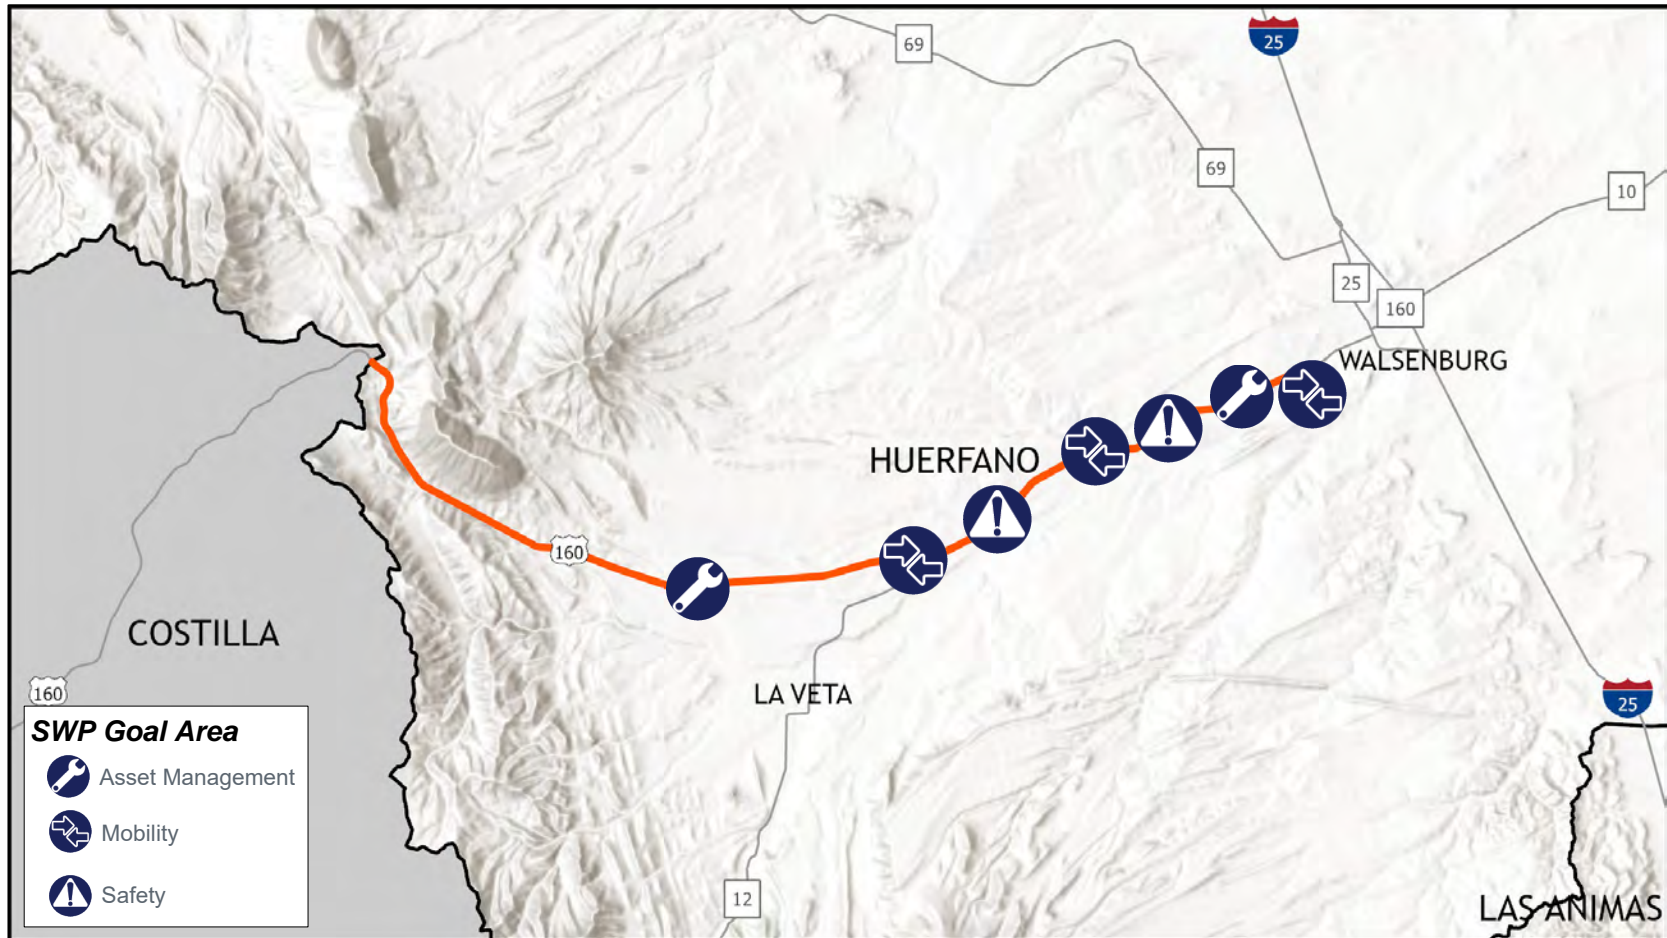 69
25
69
10
25
160
WALSENBURG
HUERFANO
160
COSTILLA
160
LA VETA
25
SWP Goal Area
Asset Management
Mobility
Safety
12
LAS ANIMAS